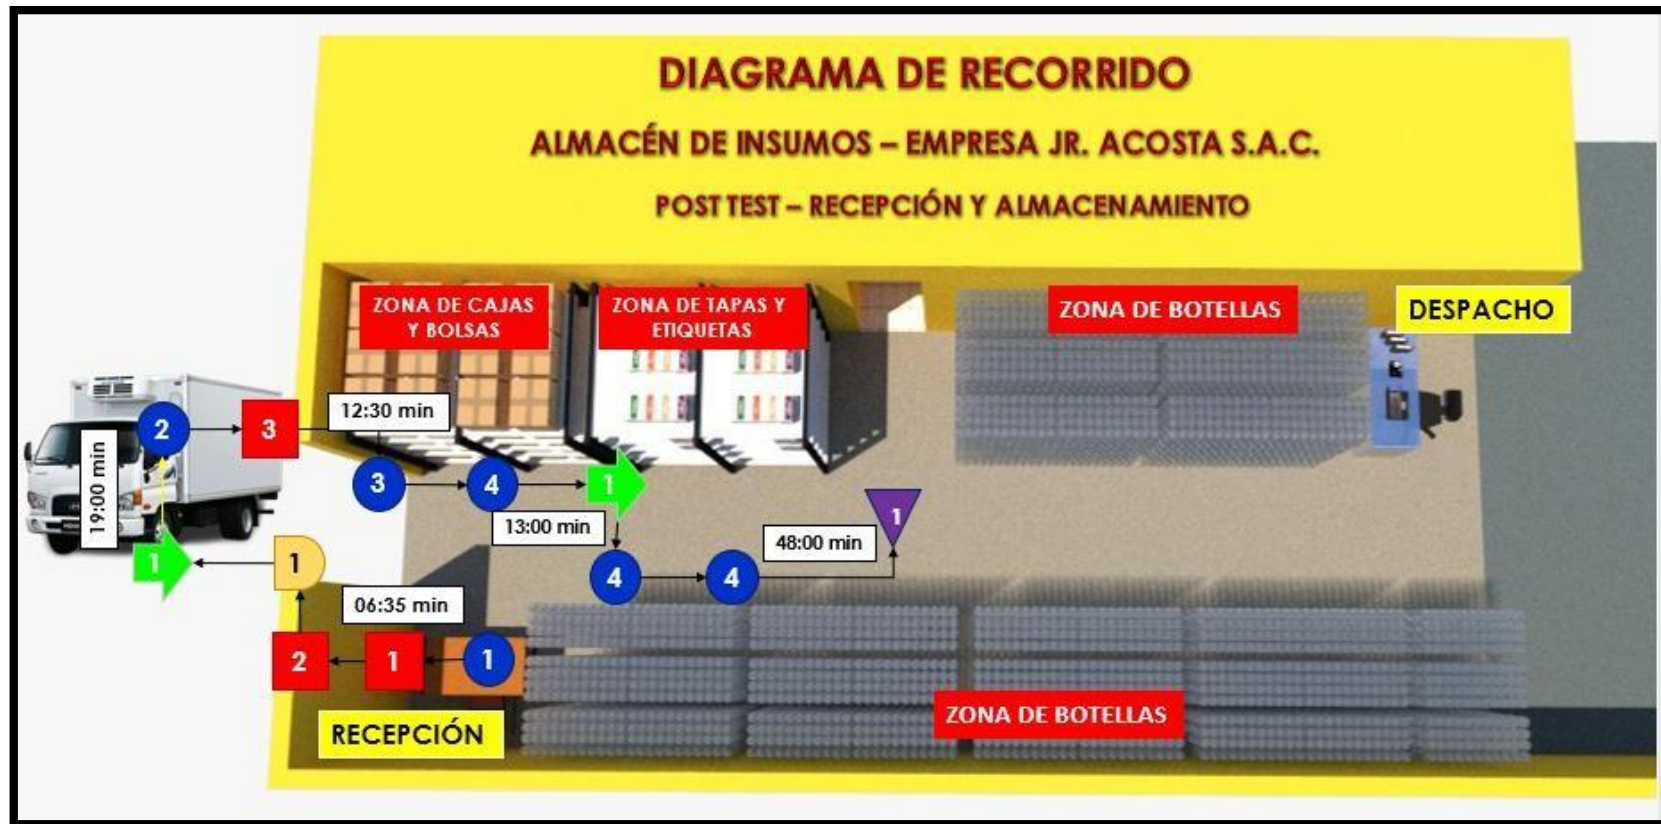 DIAGRAMA DE RECORRIDO
ALMACÉN DE INSUMOS – EMPRESA JR. ACOSTA S.A.C.
POST TEST – RECEPCIÓN Y ALMACENAMIENTO
ZONA DE CAJAS
Y BOLSAS
ZONA DE TAPAS Y
ETIQUETAS
ZONA DE BOTELLAS
DESPACHO
12:30 min
2
3
19:00 min
3
4
1
13:00 min
48:00 min
1
1
1
4
4
06:35 min
2
1
1
RECEPCIÓN
ZONA DE BOTELLAS